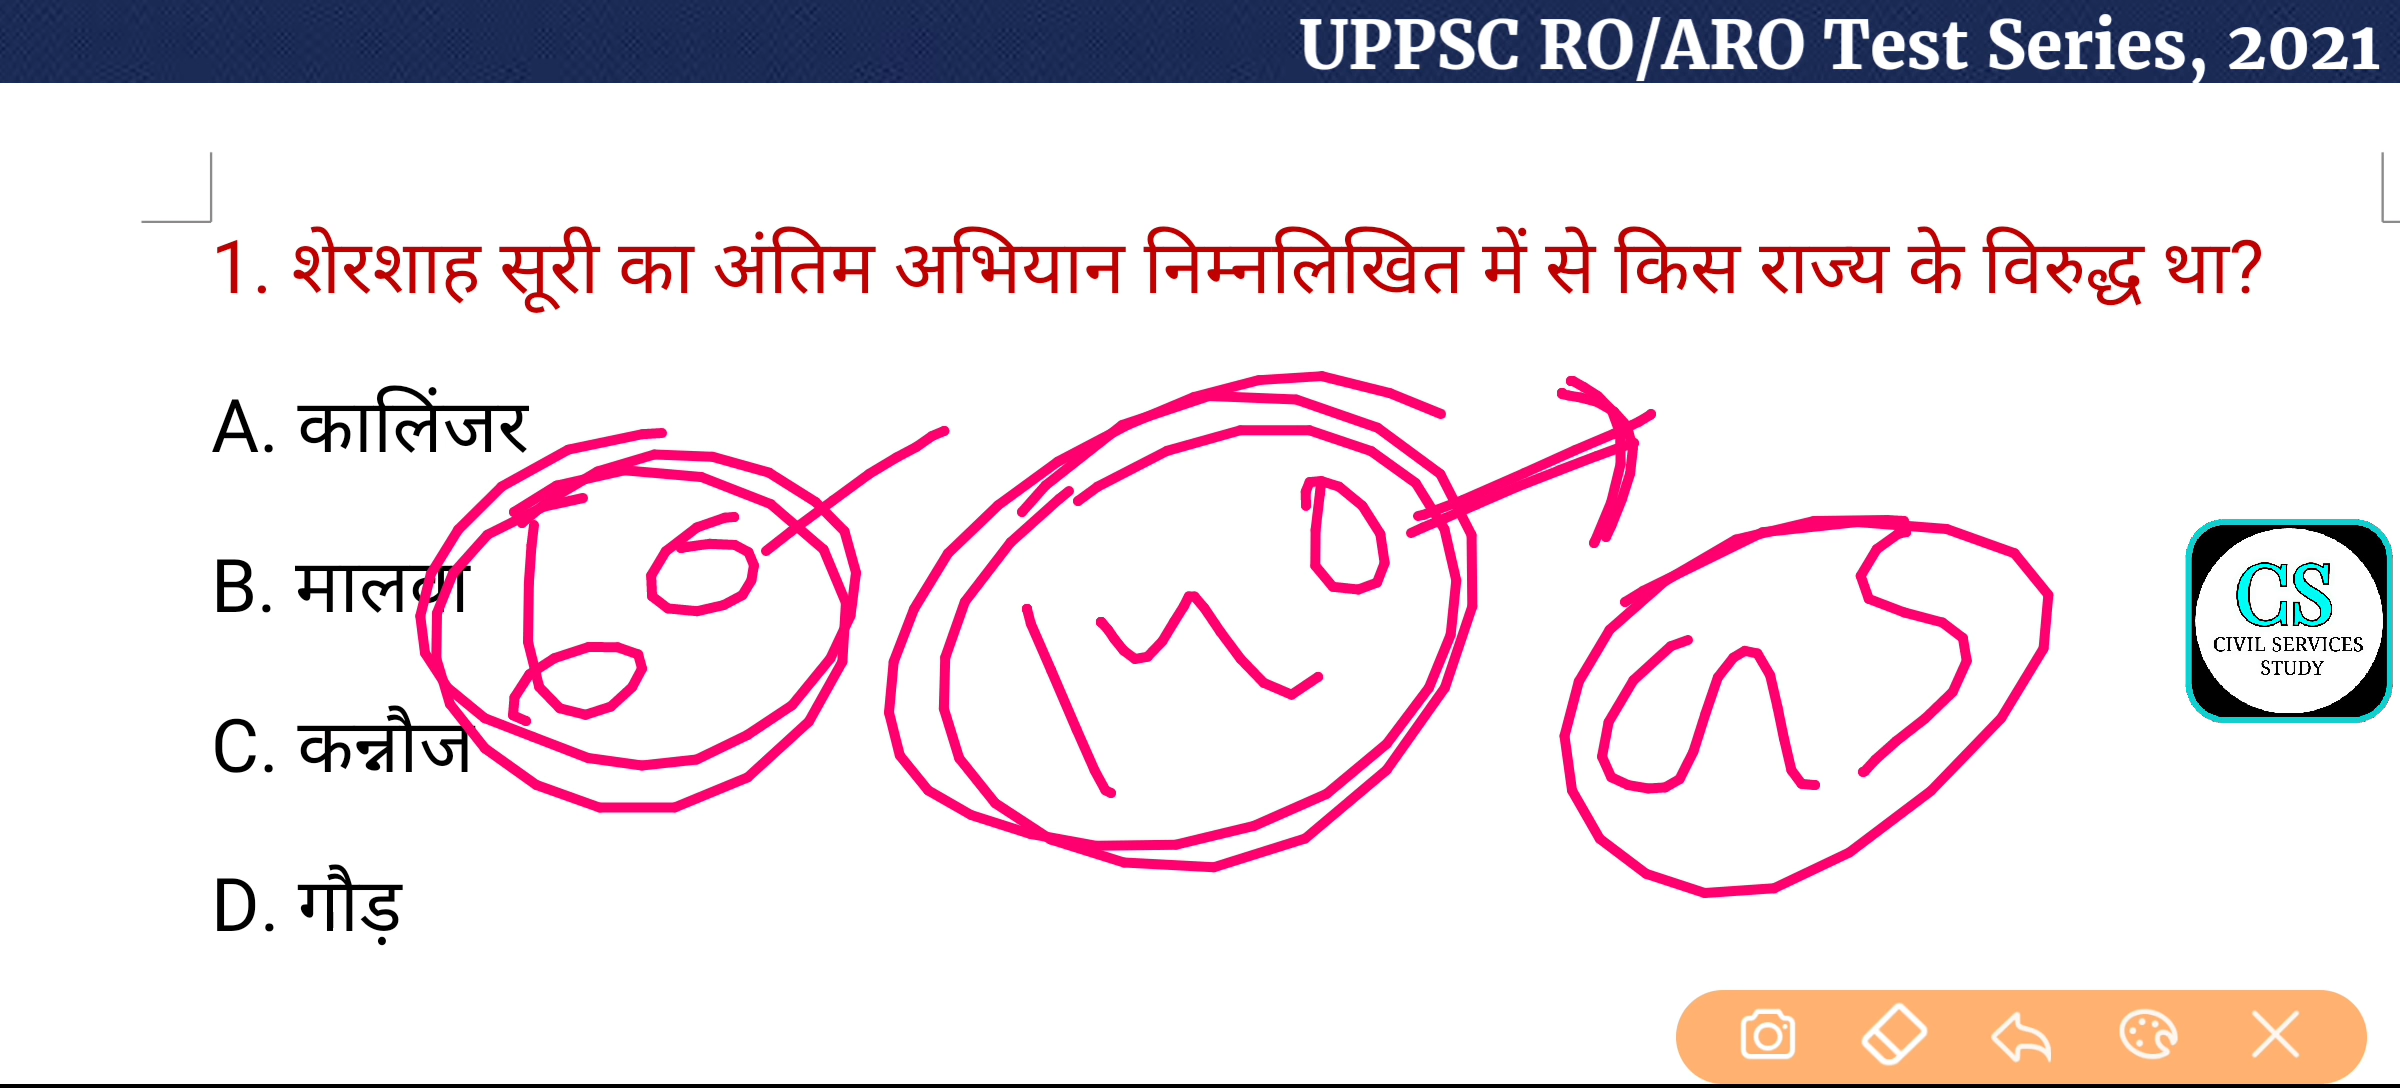 UPPSC RO/ARO Test Series, 2021
1. शेरशाह सूरी का अंतिम अभियान निम्नलिखित में से किस राज्य के विरुद्ध था?
A. कालिंजर
B. मालवा
C. कन्नौज
D. गौड़
CS
CIVIL SERVICES
STUDY